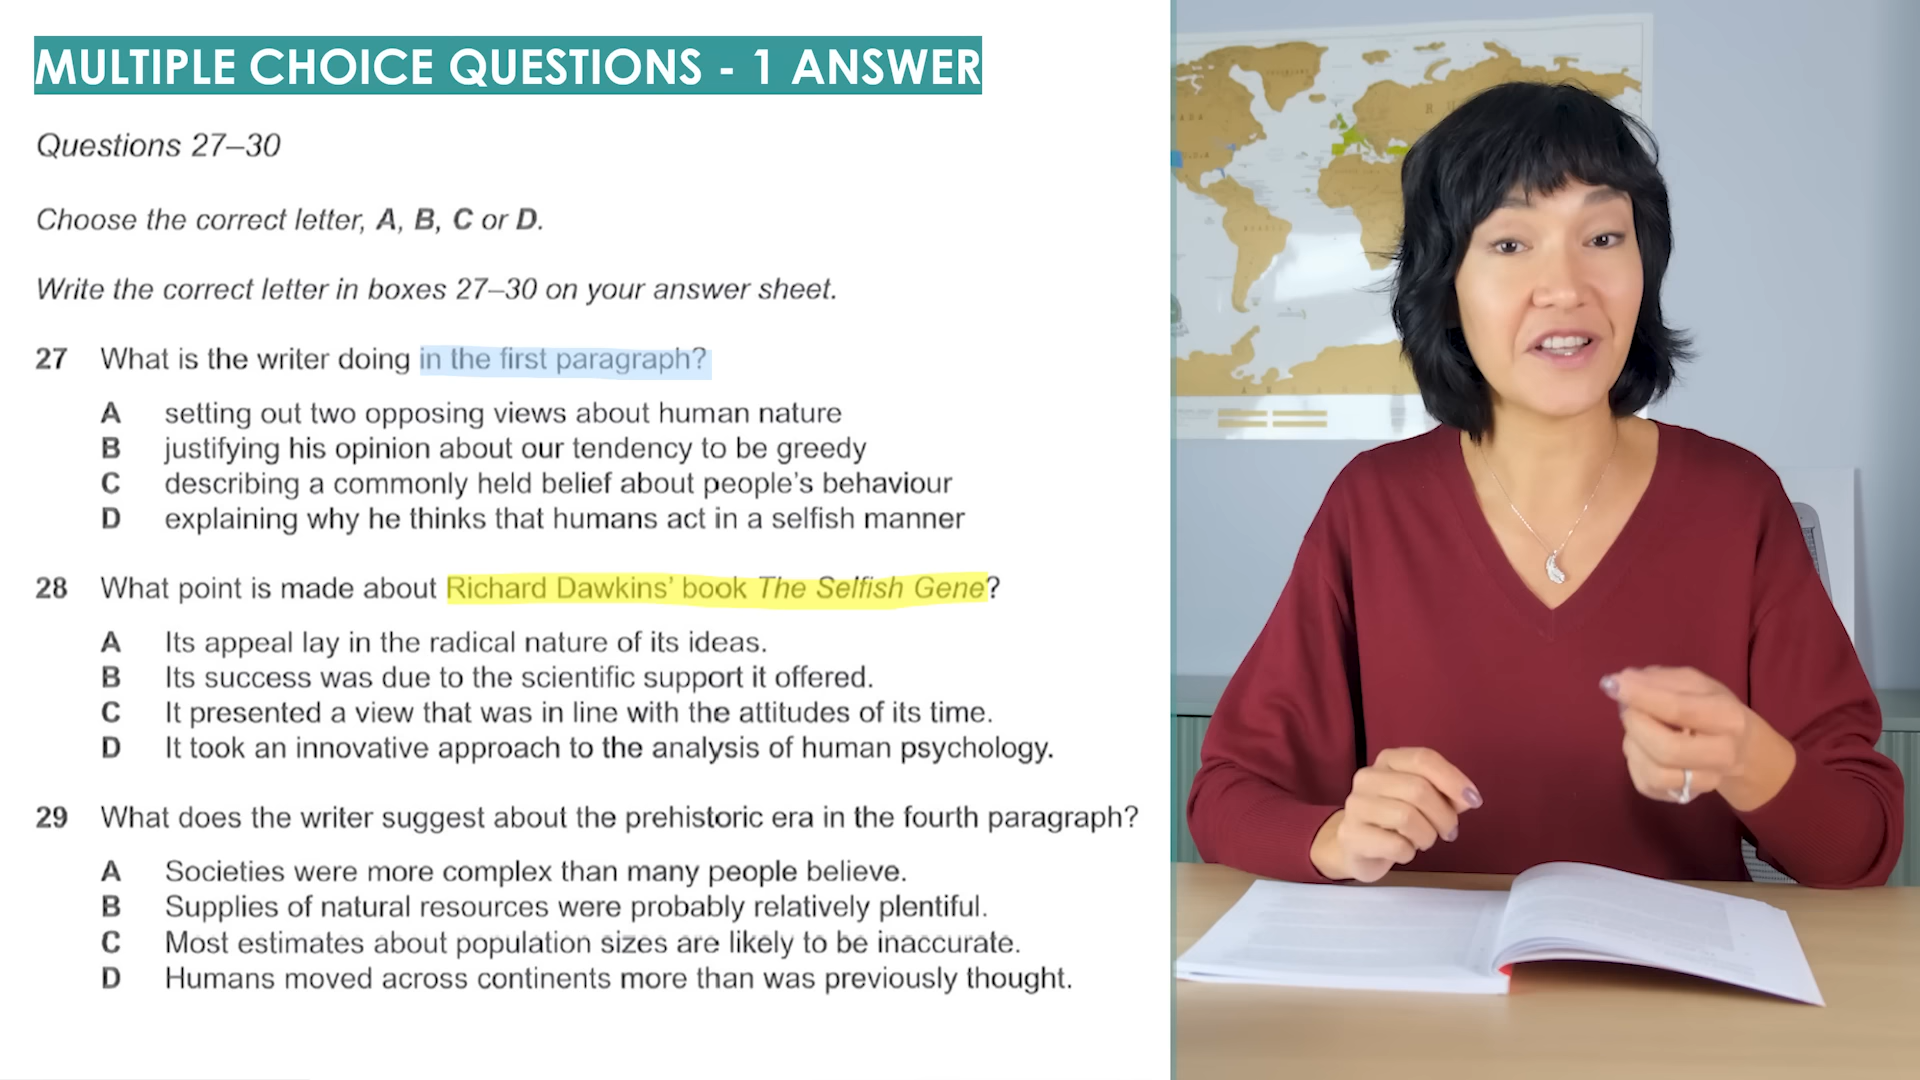 MULTIPLE CHOICE QUESTIONS - 1 ANSWER
Questions 27–30
Choose the correct letter, A, B, C or D.
Write the correct letter in boxes 27–30 on your answer sheet.
27 What is the writer doing in the first paragraph?
A setting out two opposing views about human nature
B justifying his opinion about our tendency to be greedy
C describing a commonly held belief about people's behaviour
D explaining why he thinks that humans act in a selfish manner
28 What point is made about Richard Dawkins' book The Selfish Gene?
A Its appeal lay in the radical nature of its ideas.
B Its success was due to the scientific support it offered.
C It presented a view that was in line with the attitudes of its time.
D It took an innovative approach to the analysis of human psychology.
29 What does the writer suggest about the prehistoric era in the fourth paragraph?
A Societies were more complex than many people believe.
B Supplies of natural resources were probably relatively plentiful.
C Most estimates about population sizes are likely to be inaccurate.
D Humans moved across continents more than was previously thought.